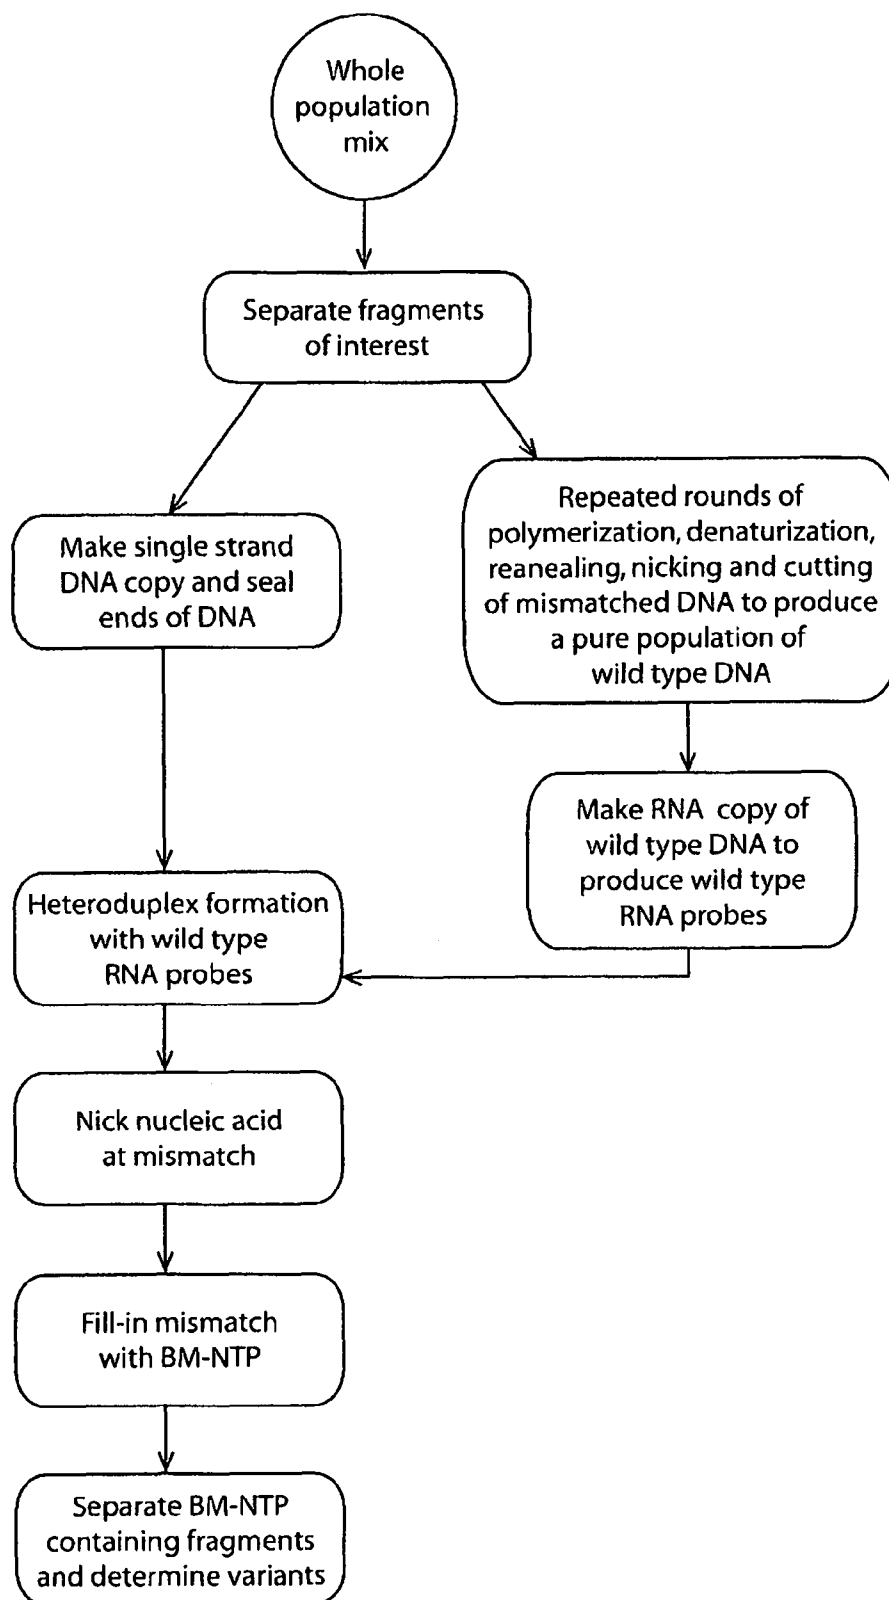 Whole
population
mix
Separate fragments
of interest
Make single strand
DNA copy and seal
ends of DNA
Repeated rounds of
polymerization, denaturization,
reanealing, nicking and cutting
of mismatched DNA to produce
a pure population of
wild type DNA
Make RNA copy of
wild type DNA to
produce wild type
RNA probes
Heteroduplex formation
with wild type
RNA probes
Nick nucleic acid
at mismatch
Fill-in mismatch
with BM-NTP
Separate BM-NTP
containing fragments
and determine variants